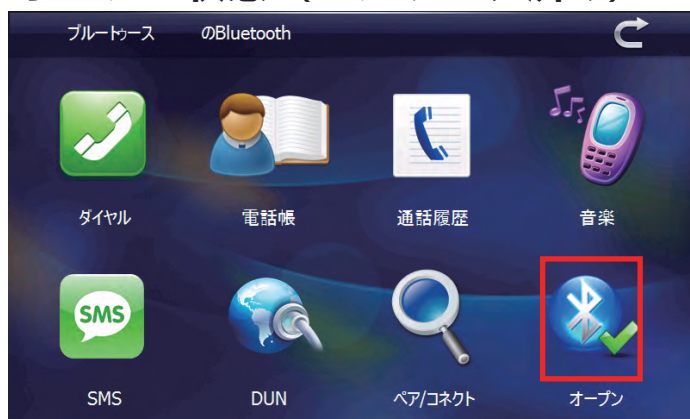 ブルートゥース のBluetooth
ダイヤル 電話帳 通話履歴 音楽
SMS
SMS DUN ペア/コネクト オープン